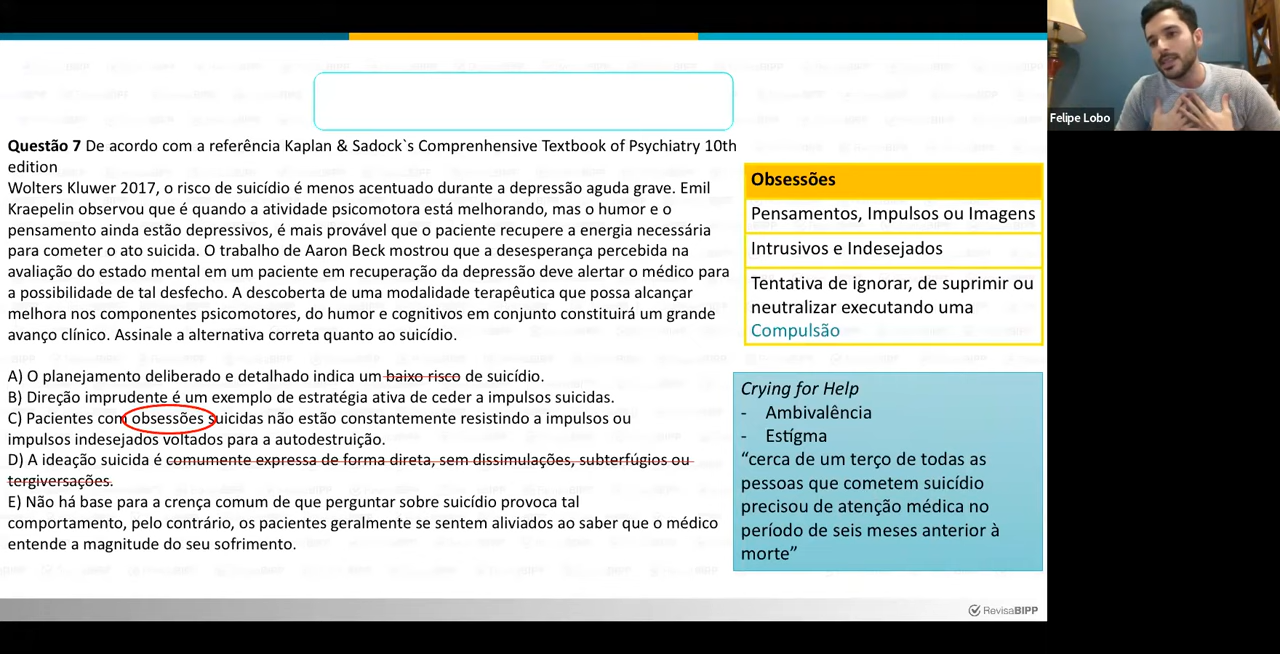 Felipe Lobo
Questão 7 De acordo com a referência Kaplan & Sadock`s Comprenhensive Textbook of Psychiatry 10th
edition
Wolters Kluwer 2017, o risco de suicídio é menos acentuado durante a depressão aguda grave. Emil
Kraepelin observou que é quando a atividade psicomotora está melhorando, mas o humor e o
pensamento ainda estão depressivos, é mais provável que o paciente recupere a energia necessária
para cometer o ato suicida. O trabalho de Aaron Beck mostrou que a desesperança percebida na
avaliação do estado mental em um paciente em recuperação da depressão deve alertar o médico para
a possibilidade de tal desfecho. A descoberta de uma modalidade terapêutica que possa alcançar
melhora nos componentes psicomotores, do humor e cognitivos em conjunto constituirá um grande
avanço clínico. Assinale a alternativa correta quanto ao suicídio.
A) O planejamento deliberado e detalhado indica um baixo risco de suicídio.
B) Direção imprudente é um exemplo de estratégia ativa de ceder a impulsos suicidas.
C) Pacientes com obsessões suicidas não estão constantemente resistindo a impulsos ou
impulsos indesejados voltados para a autodestruição.
D) A ideação suicida é comumente expressa de forma direta, sem dissimulações, subterfúgios ou
tergiversações.
E) Não há base para a crença comum de que perguntar sobre suicídio provoca tal
comportamento, pelo contrário, os pacientes geralmente se sentem aliviados ao saber que o médico
entende a magnitude do seu sofrimento.
Obsessões
Pensamentos, Impulsos ou Imagens
Intrusivos e Indesejados
Tentativa de ignorar, de suprimir ou
neutralizar executando uma
Compulsão
Crying for Help
- Ambivalência
- Estígma
“cerca de um terço de todas as
pessoas que cometem suicídio
precisou de atenção médica no
período de seis meses anterior à
morte”
RevisaBIPP